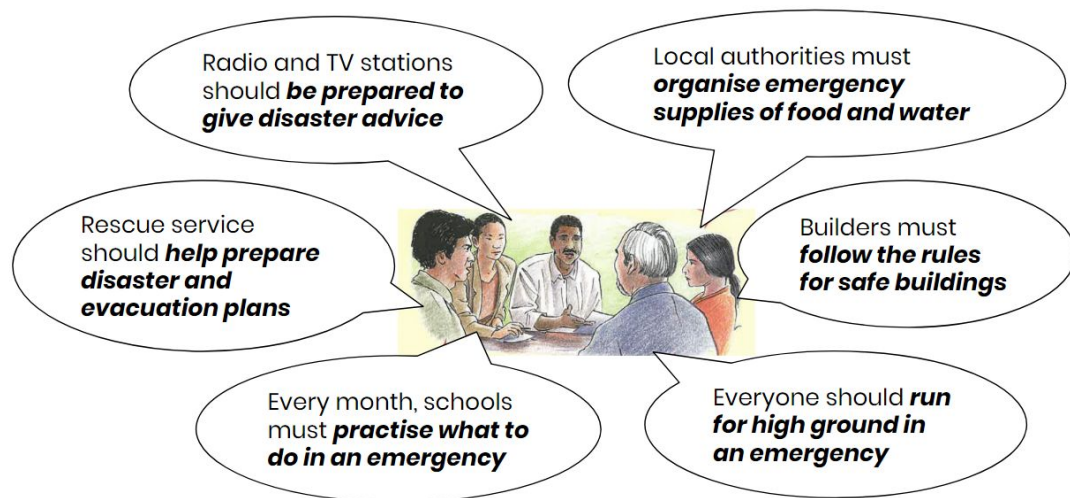 Radio and TV stations
should be prepared to
give disaster advice
Local authorities must
organise emergency
supplies of food and water
Rescue service
should help prepare
disaster and
evacuation plans
Builders must
follow the rules
for safe buildings
Every month, schools
must practise what to
do in an emergency
Everyone should run
for high ground in
an emergency